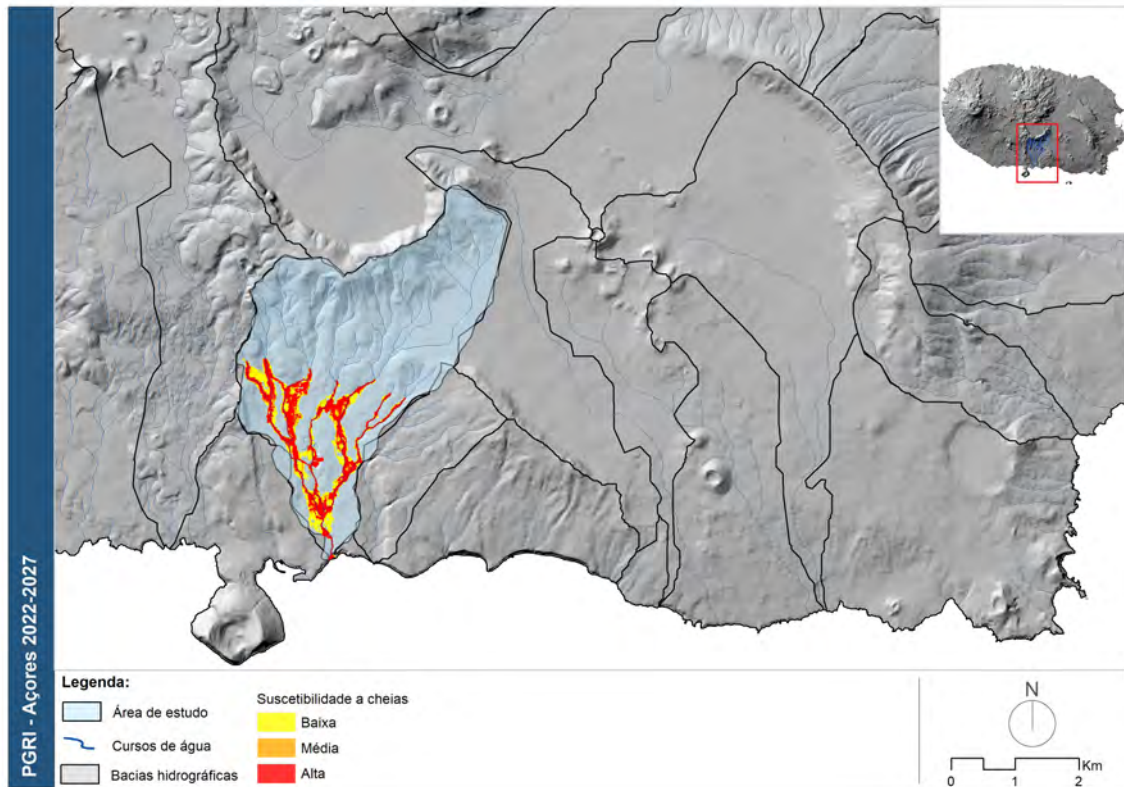 PGRI - Açores 2022-2027
Legenda:
Área de estudo
Cursos de água
Bacias hidrográficas
Suscetibilidade a cheias
Baixa
Média
Alta
N
Km
0 1 2